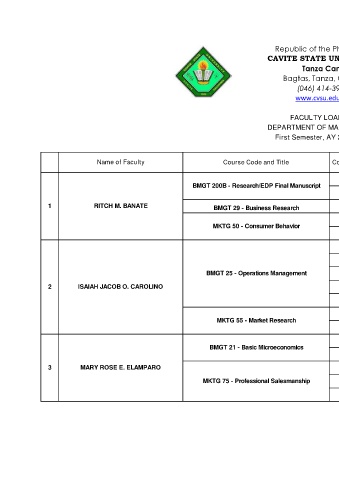 Republic of the Ph
CAVITE STATE UN
Tanza Car
Bagtas, Tanza,
(046) 414-39
www.cvsu.edu
FACULTY LOA
DEPARTMENT OF MA
First Semester, AY
Name of Faculty
Course Code and Title
Co
1
RITCH M. BANATE
BMGT 200B - Research/EDP Final Manuscript
BMGT 29 - Business Research
MKTG 50 - Consumer Behavior
2
ISAIAH JACOB O. CAROLINO
BMGT 25 - Operations Management
MKTG 55 - Market Research
3
MARY ROSE E. ELAMPARO
BMGT 21 - Basic Microeconomics
MKTG 75 - Professional Salesmanship